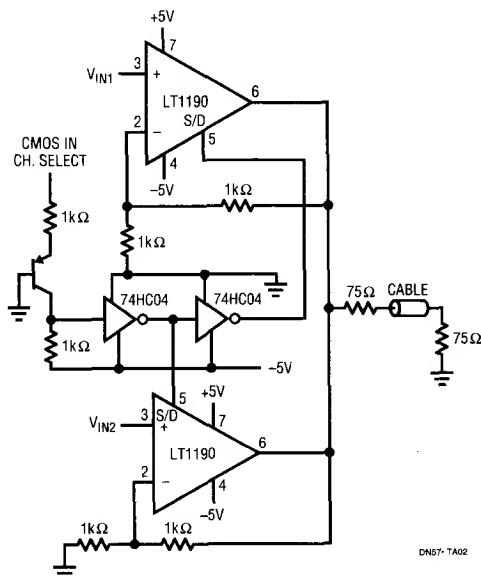 +5V
7
VIN1
3
+
6
LT1190
S/D
2
−
5
4
−5V
CMOS IN
CH. SELECT
1kΩ
1kΩ
1kΩ
74HC04
74HC04
75Ω
CABLE
75Ω
1kΩ
−5V
5
+5V
S/D
7
VIN2
3
+
6
LT1190
2
−
4
−5V
1kΩ
1kΩ
DN57• TA02